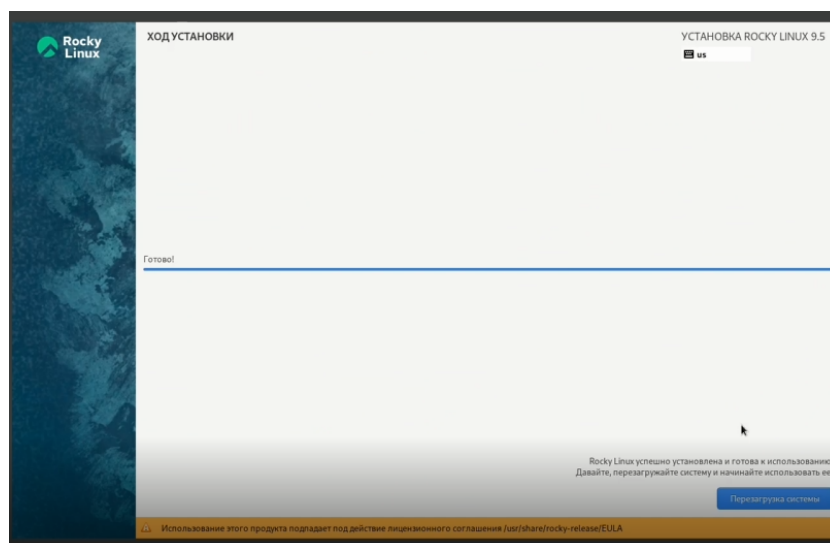 Rocky
Linux
ХОД УСТАНОВКИ
УСТАНОВКА ROCKY LINUX 9.5
us
Готово!
Rocky Linux успешно установлена и готова к использованию
Давайте, перезагружайте систему и начинайте использовать ее
Перезагрузка системы
Использование этого продукта подпадает под действие лицензионного соглашения /usr/share/rocky-release/EULA